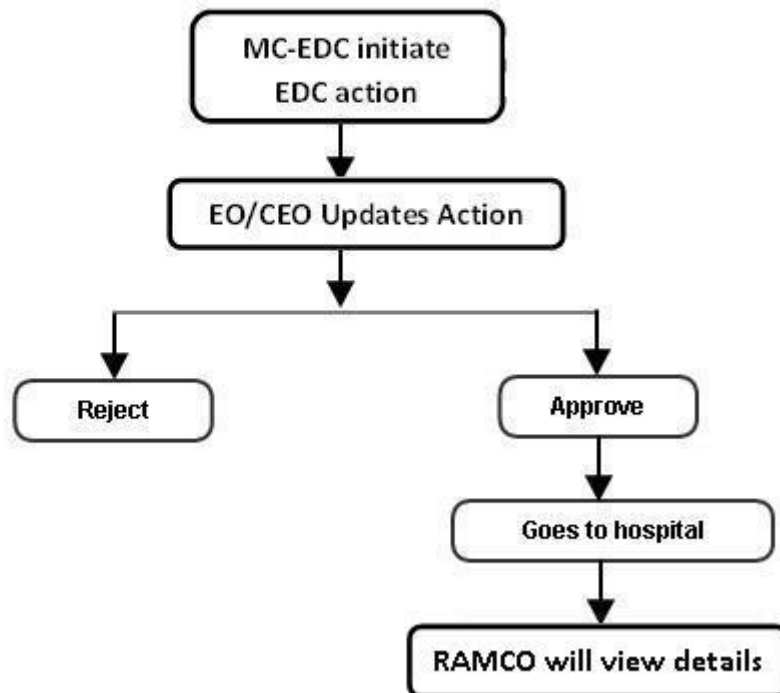 MC-EDC initiate
EDC action
EO/CEO Updates Action
Reject
Approve
Goes to hospital
RAMCO will view details